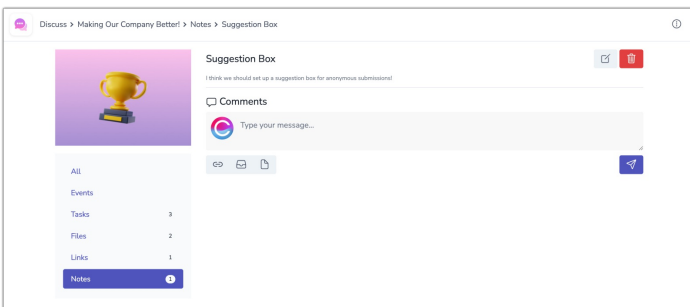 Discuss > Making Our Company Better! > Notes > Suggestion Box
Suggestion Box
I think we should set up a suggestion box for anonymous submissions!
Comments
Type your message...
All
Events
Tasks 3
Files 2
Links 1
Notes 1